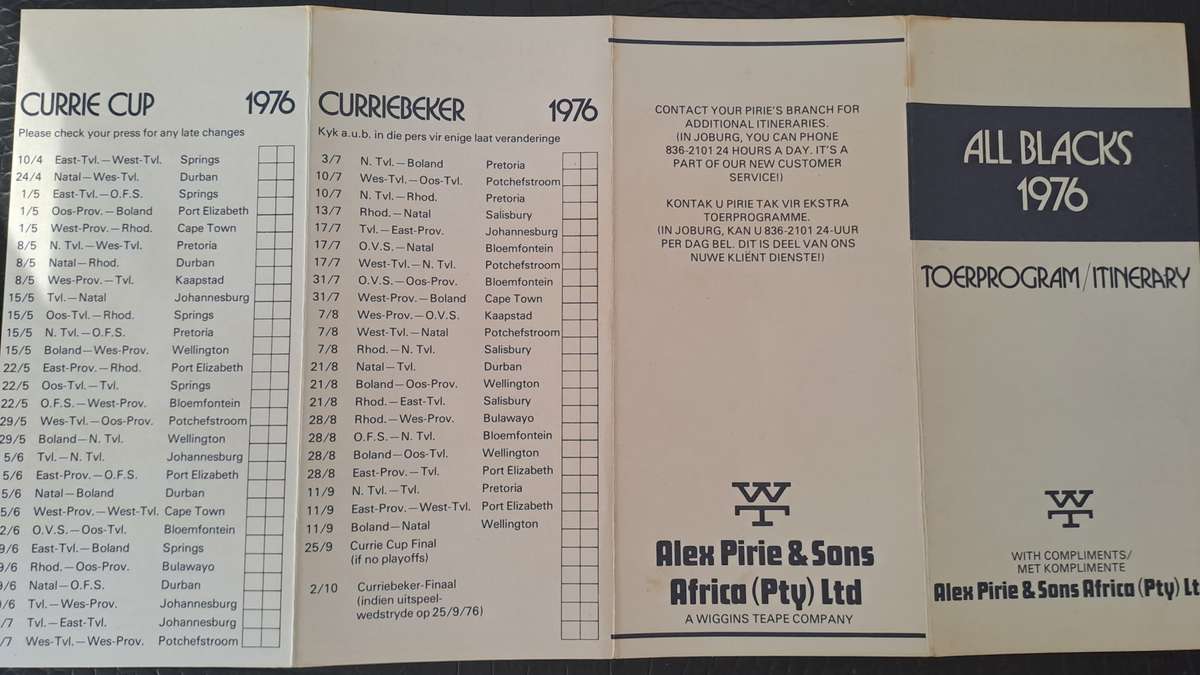 CURRIE CUP 1976
Please check your press for any late changes
10/4 East-Tvl.—West-Tvl. Springs
24/4 Natal—Wes-Tvl. Durban
1/5 East-Tvl.—O.F.S. Springs
1/5 Oos-Prov.—Boland Port Elizabeth
1/5 West-Prov.—Rhod. Cape Town
8/5 N. Tvl.—Wes-Tvl. Pretoria
8/5 Natal—Rhod. Durban
8/5 Wes-Prov.—Tvl. Kaapstad
15/5 Tvl.—Natal Johannesburg
15/5 Oos-Tvl.—Rhod. Springs
15/5 N. Tvl.—O.F.S. Pretoria
15/5 Boland—Wes-Prov. Wellington
22/5 East-Prov.—Rhod. Port Elizabeth
22/5 Oos-Tvl.—Tvl. Springs
22/5 O.F.S.—West-Prov. Bloemfontein
29/5 Wes-Tvl.—Oos-Prov. Potchefstroom
29/5 Boland—N. Tvl. Wellington
5/6 Tvl.—N. Tvl. Johannesburg
5/6 East-Prov.—O.F.S. Port Elizabeth
5/6 Natal—Boland Durban
5/6 West-Prov.—West-Tvl. Cape Town
2/6 O.V.S.—Oos-Tvl. Bloemfontein
9/6 East-Tvl.—Boland Springs
9/6 Rhod.—Oos-Prov. Bulawayo
9/6 Natal—O.F.S. Durban
/6 Tvl.—Wes-Prov. Johannesburg
/7 Tvl.—East-Tvl. Johannesburg
/7 Wes-Tvl.—Wes-Prov. Potchefstroom
CURRIEBEKER 1976
Kyk a.u.b. in die pers vir enige laat veranderinge
3/7 N. Tvl.—Boland Pretoria
10/7 Wes-Tvl.—Oos-Tvl. Potchefstroom
10/7 N. Tvl.—Rhod. Pretoria
13/7 Rhod.—Natal Salisbury
17/7 Tvl.—East-Prov. Johannesburg
17/7 O.V.S.—Natal Bloemfontein
17/7 West-Tvl.—N. Tvl. Potchefstroom
31/7 O.V.S.—Oos-Prov. Bloemfontein
31/7 West-Prov.—Boland Cape Town
7/8 Wes-Prov.—O.V.S. Kaapstad
7/8 West-Tvl.—Natal Potchefstroom
7/8 Rhod.—N. Tvl. Salisbury
21/8 Natal—Tvl. Durban
21/8 Boland—Oos-Prov. Wellington
21/8 Rhod.—East-Tvl. Salisbury
28/8 Rhod.—Wes-Prov. Bulawayo
28/8 O.F.S.—N. Tvl. Bloemfontein
28/8 Boland—Oos-Tvl. Wellington
28/8 East-Prov.—Tvl. Port Elizabeth
11/9 N. Tvl.—Tvl. Pretoria
11/9 East-Prov.—West-Tvl. Port Elizabeth
11/9 Boland—Natal Wellington
25/9 Currie Cup Final
(if no playoffs)
2/10 Curriebeker-Finaal
(indien uitspeel-
wedstryde op 25/9/76)
CONTACT YOUR PIRIE'S BRANCH FOR
ADDITIONAL ITINERARIES.
(IN JOBURG, YOU CAN PHONE
836-2101 24 HOURS A DAY. IT'S A
PART OF OUR NEW CUSTOMER
SERVICE!)
KONTAK U PIRIE TAK VIR EKSTRA
TOERPROGRAMME.
(IN JOBURG, KAN U 836-2101 24-UUR
PER DAG BEL. DIT IS DEEL VAN ONS
NUWE KLIËNT DIENSTE!)
WT
Alex Pirie & Sons
Africa (Pty) Ltd
A WIGGINS TEAPE COMPANY
ALL BLACKS
1976
TOERPROGRAM/ITINERARY
WT
WITH COMPLIMENTS/
MET KOMPLIMENTE
Alex Pirie & Sons Africa (Pty) Lt